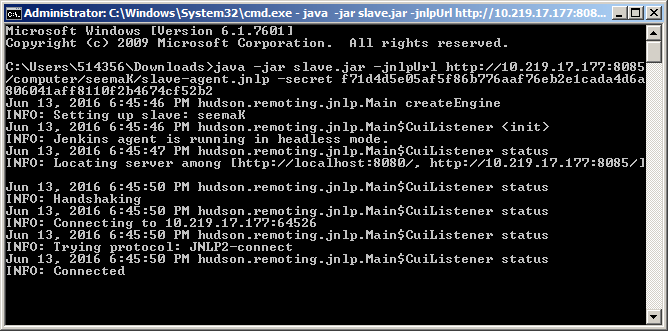 Administrator: C:\Windows\System32\cmd.exe - java -jar slave.jar -jnlpUrl http://10.219.17.177:808...
Microsoft Windows [Version 6.1.7601]
Copyright (c) 2009 Microsoft Corporation.  All rights reserved.
C:\Users\514356\Downloads>java -jar slave.jar -jnlpUrl http://10.219.17.177:8085
/computer/seemaK/slave-agent.jnlp -secret f71d4d5e05af5f86b776aaf76eb2e1cada4d6a
806041aff8110f2b4674cf52b2
Jun 13, 2016 6:45:46 PM hudson.remoting.jnlp.Main createEngine
INFO: Setting up slave: seemaK
Jun 13, 2016 6:45:46 PM hudson.remoting.jnlp.Main$CuiListener <init>
INFO: Jenkins agent is running in headless mode.
Jun 13, 2016 6:45:47 PM hudson.remoting.jnlp.Main$CuiListener status
INFO: Locating server among [http://localhost:8080/, http://10.219.17.177:8085/]
Jun 13, 2016 6:45:50 PM hudson.remoting.jnlp.Main$CuiListener status
INFO: Handshaking
Jun 13, 2016 6:45:50 PM hudson.remoting.jnlp.Main$CuiListener status
INFO: Connecting to 10.219.17.177:64526
Jun 13, 2016 6:45:50 PM hudson.remoting.jnlp.Main$CuiListener status
INFO: Trying protocol: JNLP2-connect
Jun 13, 2016 6:45:50 PM hudson.remoting.jnlp.Main$CuiListener status
INFO: Connected